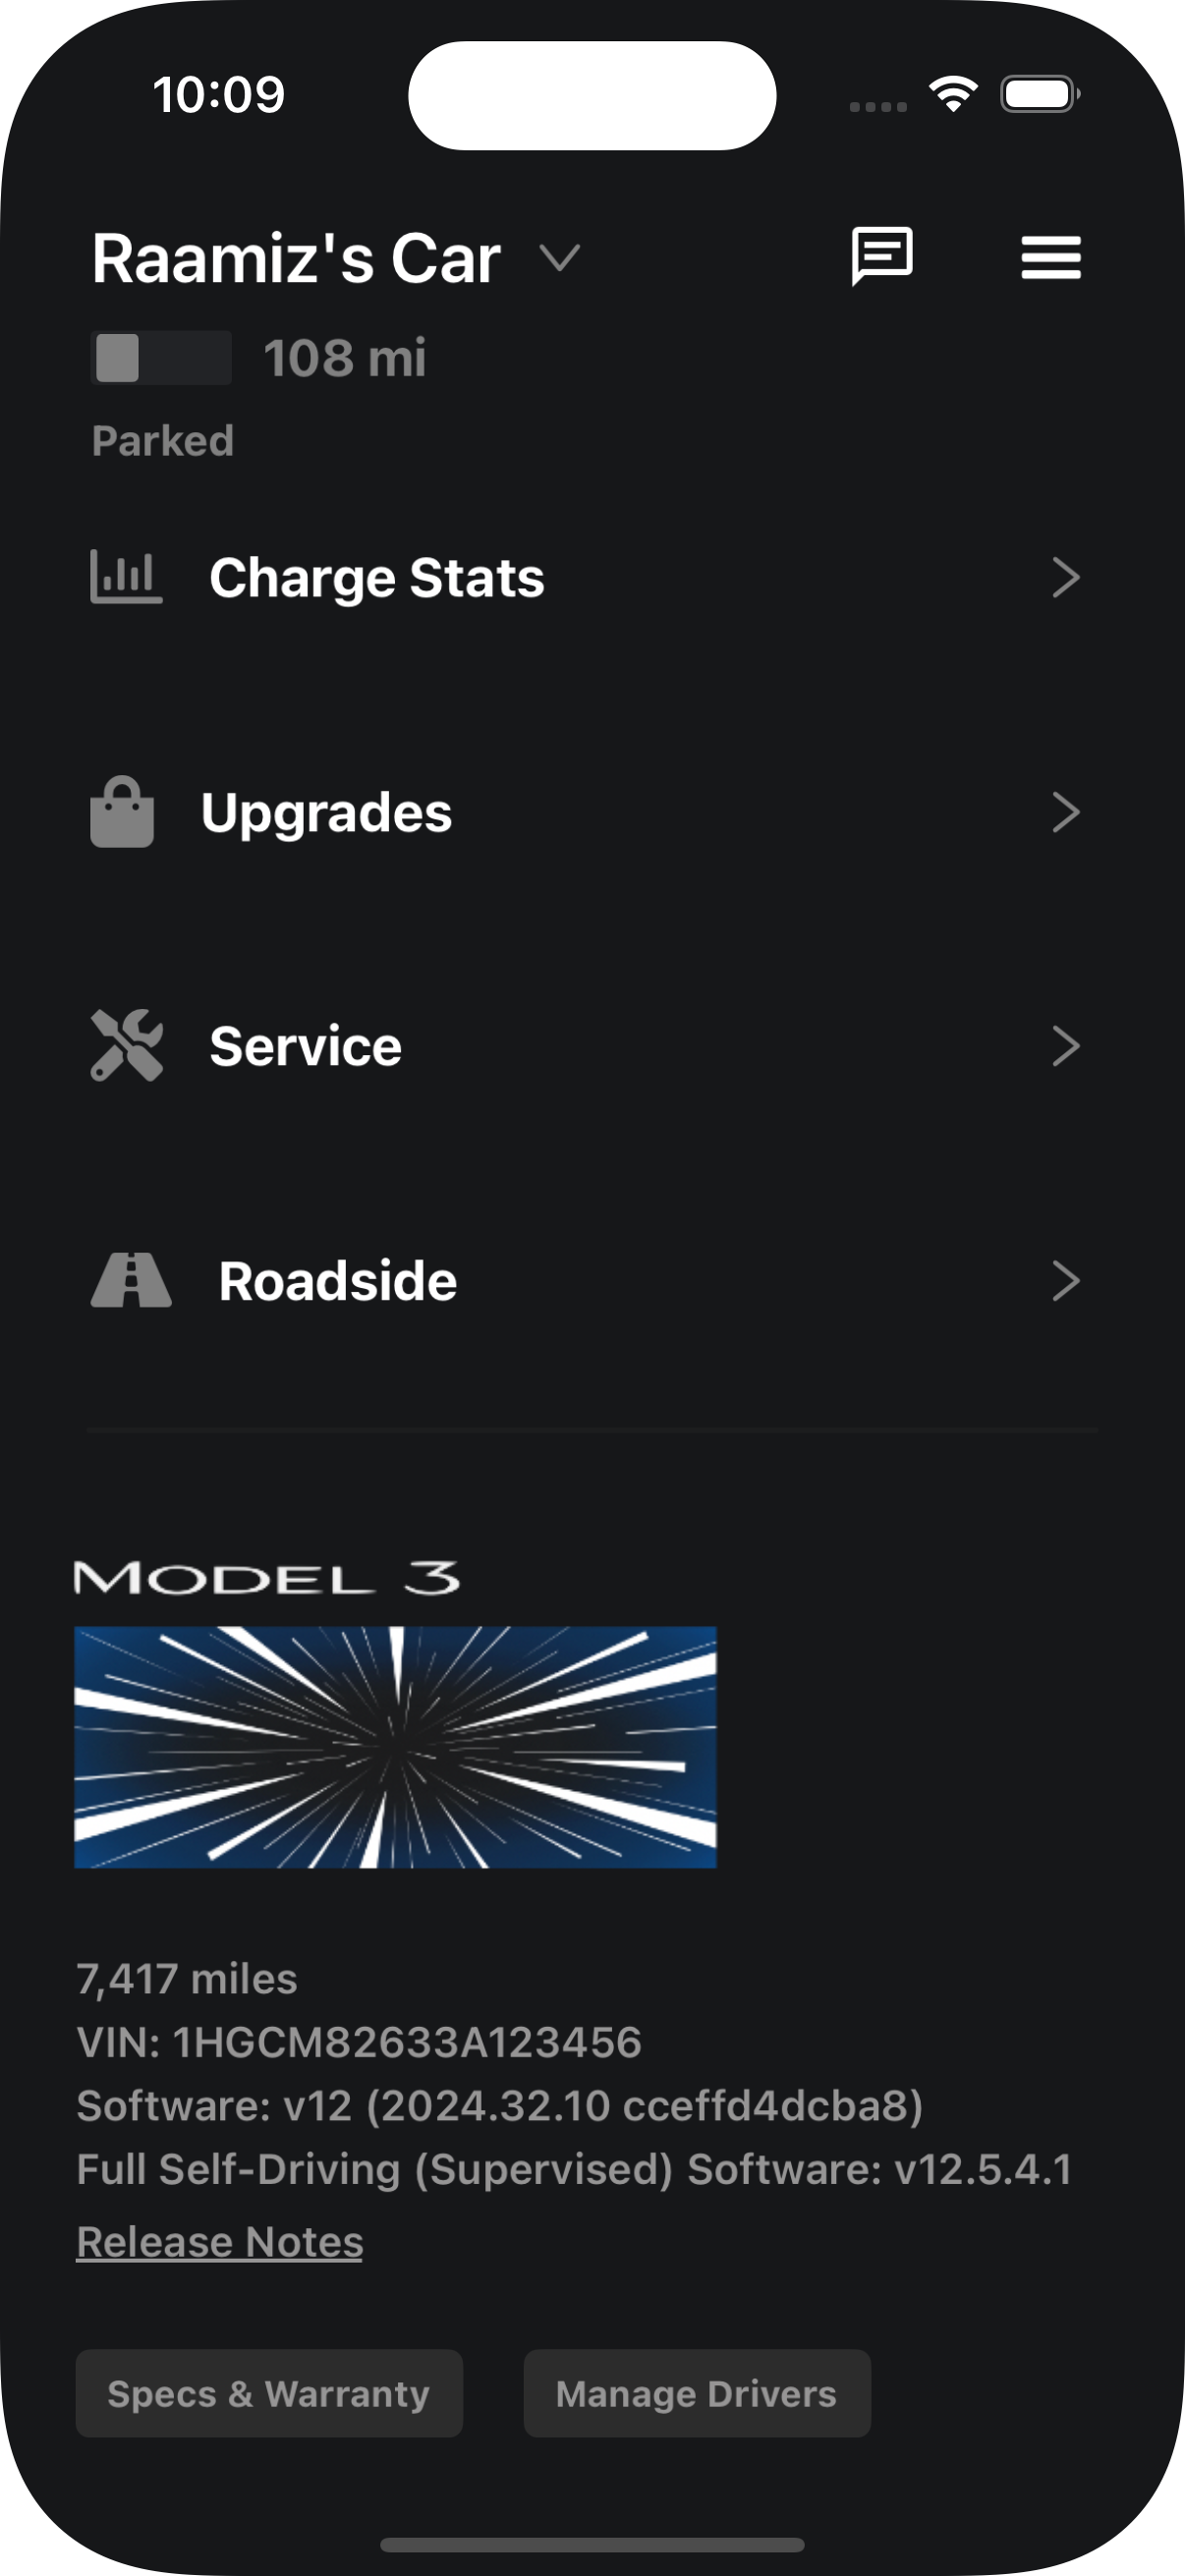 10:09
Raamiz's Car
108 mi
Parked
Charge Stats
Upgrades
Service
Roadside
MODEL 3
7,417 miles
VIN: 1HGCM82633A123456
Software: v12 (2024.32.10 cceffd4dcba8)
Full Self-Driving (Supervised) Software: v12.5.4.1
Release Notes
Specs & Warranty
Manage Drivers